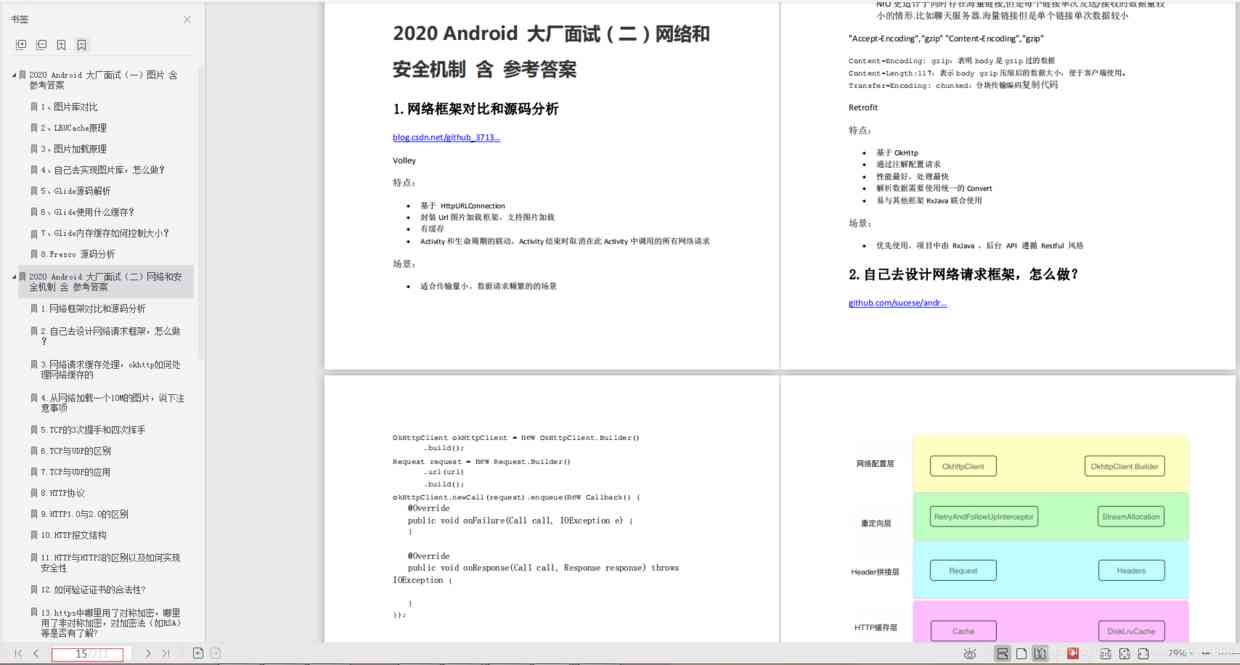 书签
2020 Android 大厂面试（一）图片 含
参考答案
1、图片库对比
2、LRUCache原理
3、图片加载原理
4、自己去实现图片库，怎么做？
5、Glide源码解析
6、Glide使用什么缓存？
7、Glide内存缓存如何控制大小？
8.Fresco 源码分析
2020 Android 大厂面试（二）网络和安
全机制 含 参考答案
1.网络框架对比和源码分析
2.自己去设计网络请求框架，怎么做
？
3.网络请求缓存处理，okhttp如何处
理网络缓存的
4.从网络加载一个10M的图片，说下注
意事项
5.TCP的3次握手和四次挥手
6.TCP与UDP的区别
7.TCP与UDP的应用
8.HTTP协议
9.HTTP1.0与2.0的区别
10.HTTP报文结构
11.HTTP与HTTPS的区别以及如何实现
安全性
12.如何验证证书的合法性?
13.https中哪里用了对称加密，哪里
用了非对称加密，对加密法（如RSA）
等是否有了解?
2020 Android 大厂面试（二）网络和
安全机制 含 参考答案
1. 网络框架对比和源码分析
blog.csdn.net/github_3713...
Volley
特点：
• 基于 HttpURLConnection
• 封装 Url 图片加载框架，支持图片加载
• 有缓存
• Activity 和生命周期的联动，Activity 结束时取消在此 Activity 中调用的所有网络请求
场景：
• 适合传输量小，数据请求频繁的的场景
NIO 更适合于同时存在海量链接,但是每个链接单次发送/接收的数据量较
小的情形.比如聊天服务器.海量链接但是单个链接单次数据较小
"Accept-Encoding","gzip" "Content-Encoding","gzip"
Content-Encoding: gzip，表明 body 是 gzip 过的数据
Content-Length:117，表示 body gzip 压缩后的数据大小，便于客户端使用。
Transfer-Encoding: chunked，分块传输编码复制代码
Retrofit
特点：
• 基于 OkHttp
• 通过注解配置请求
• 性能最好，处理最快
• 解析数据需要使用统一的 Convert
• 易与其他框架 RxJava 联合使用
场景：
• 优先使用，项目中由 RxJava ，后台 API 遵循 Restful 风格
2. 自己去设计网络请求框架，怎么做？
github.com/sucese/andr...
OkHttpClient okHttpClient = new OkHttpClient.Builder()
.build();
Request request = new Request.Builder()
.url(url)
.build();
okHttpClient.newCall(request).enqueue(new Callback() {
@Override
public void onFailure(Call call, IOException e) {
}
@Override
public void onResponse(Call call, Response response) throws
IOException {
}
});
网络配置层
OkhttpClient
OkhttpClient.Builder
重定向层
RetryAndFollowUpInterceptor
StreamAllocation
Header拼接层
Request
Headers
HTTP缓存层
Cache
DiskLruCache
79%